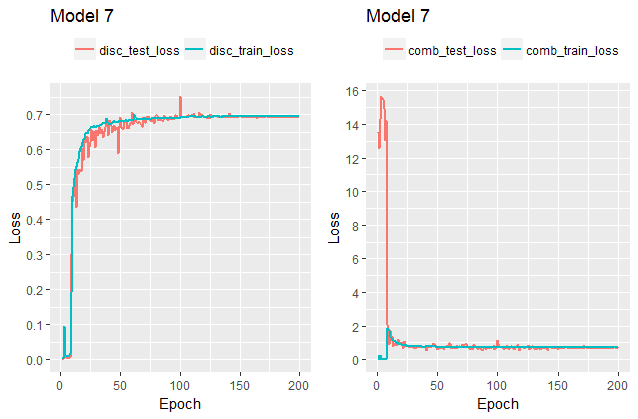 Model 7
disc_test_loss disc_train_loss
Loss
0.7
0.6
0.5
0.4
0.3
0.2
0.1
0.0
0 50 100 150 200
Epoch
Model 7
comb_test_loss comb_train_loss
Loss
16
14
12
10
8
6
4
2
0
0 50 100 150 200
Epoch